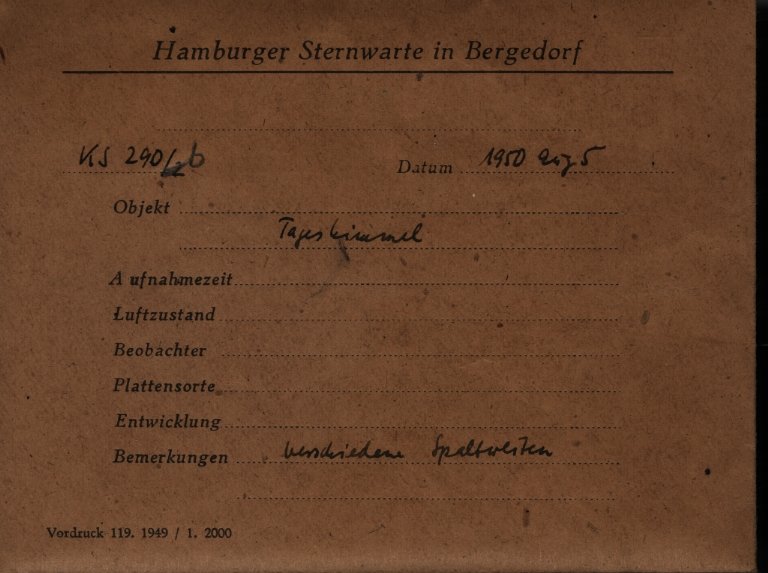 Hamburger Sternwarte in Bergedorf
KS 290/2b Datum 1950 Aug 5
Objekt
Tageshimmel
Aufnahmezeit
Luftzustand
Beobachter
Plattensorte
Entwicklung
Bemerkungen verschiedene Spaltweiten
Vordruck 119. 1949 / 1. 2000